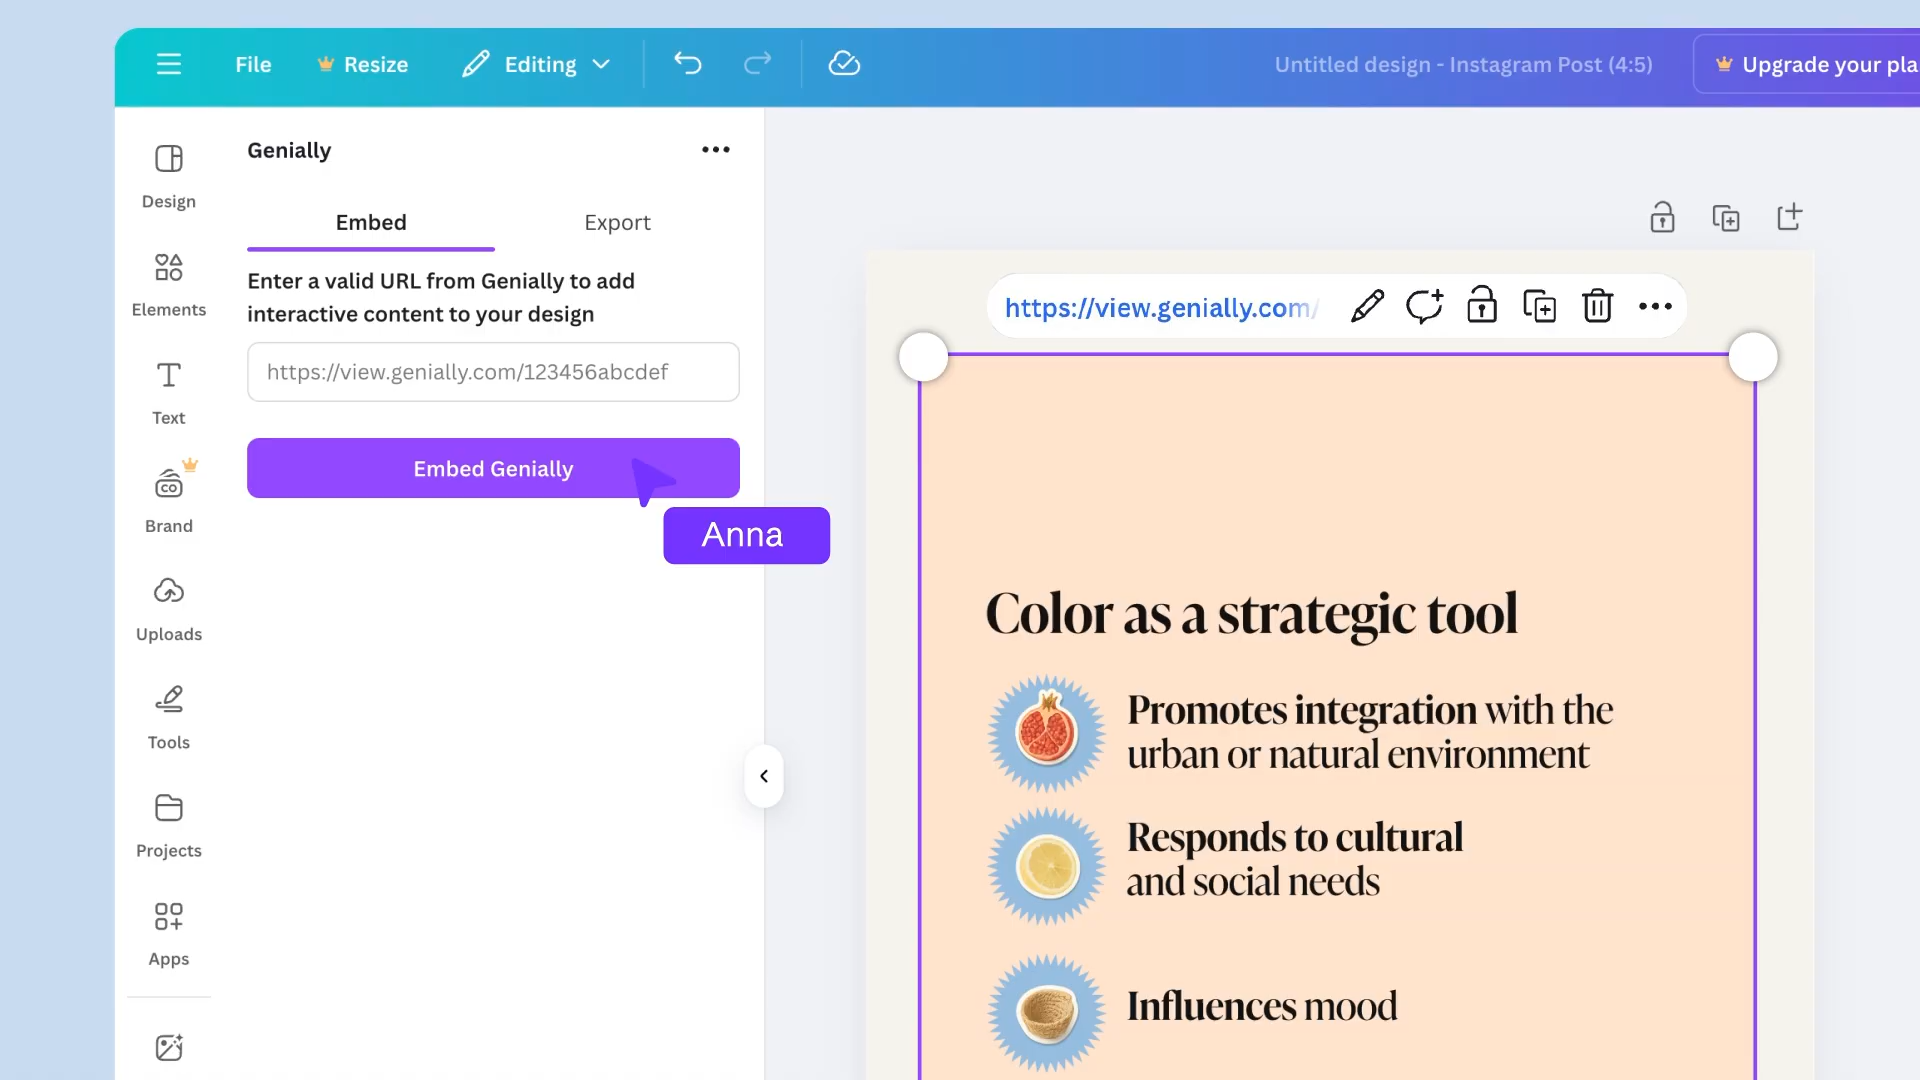 File
Resize
Editing
Untitled design - Instagram Post (4:5)
Upgrade your pla
Design
Elements
Text
CO
Brand
Uploads
Tools
Projects
Apps
Genially
Embed
Export
Enter a valid URL from Genially to add
interactive content to your design
https://view.genially.com/123456abcdef
Embed Genially
Anna
https://view.genially.com/
Color as a strategic tool
Promotes integration with the
urban or natural environment
Responds to cultural
and social needs
Influences mood